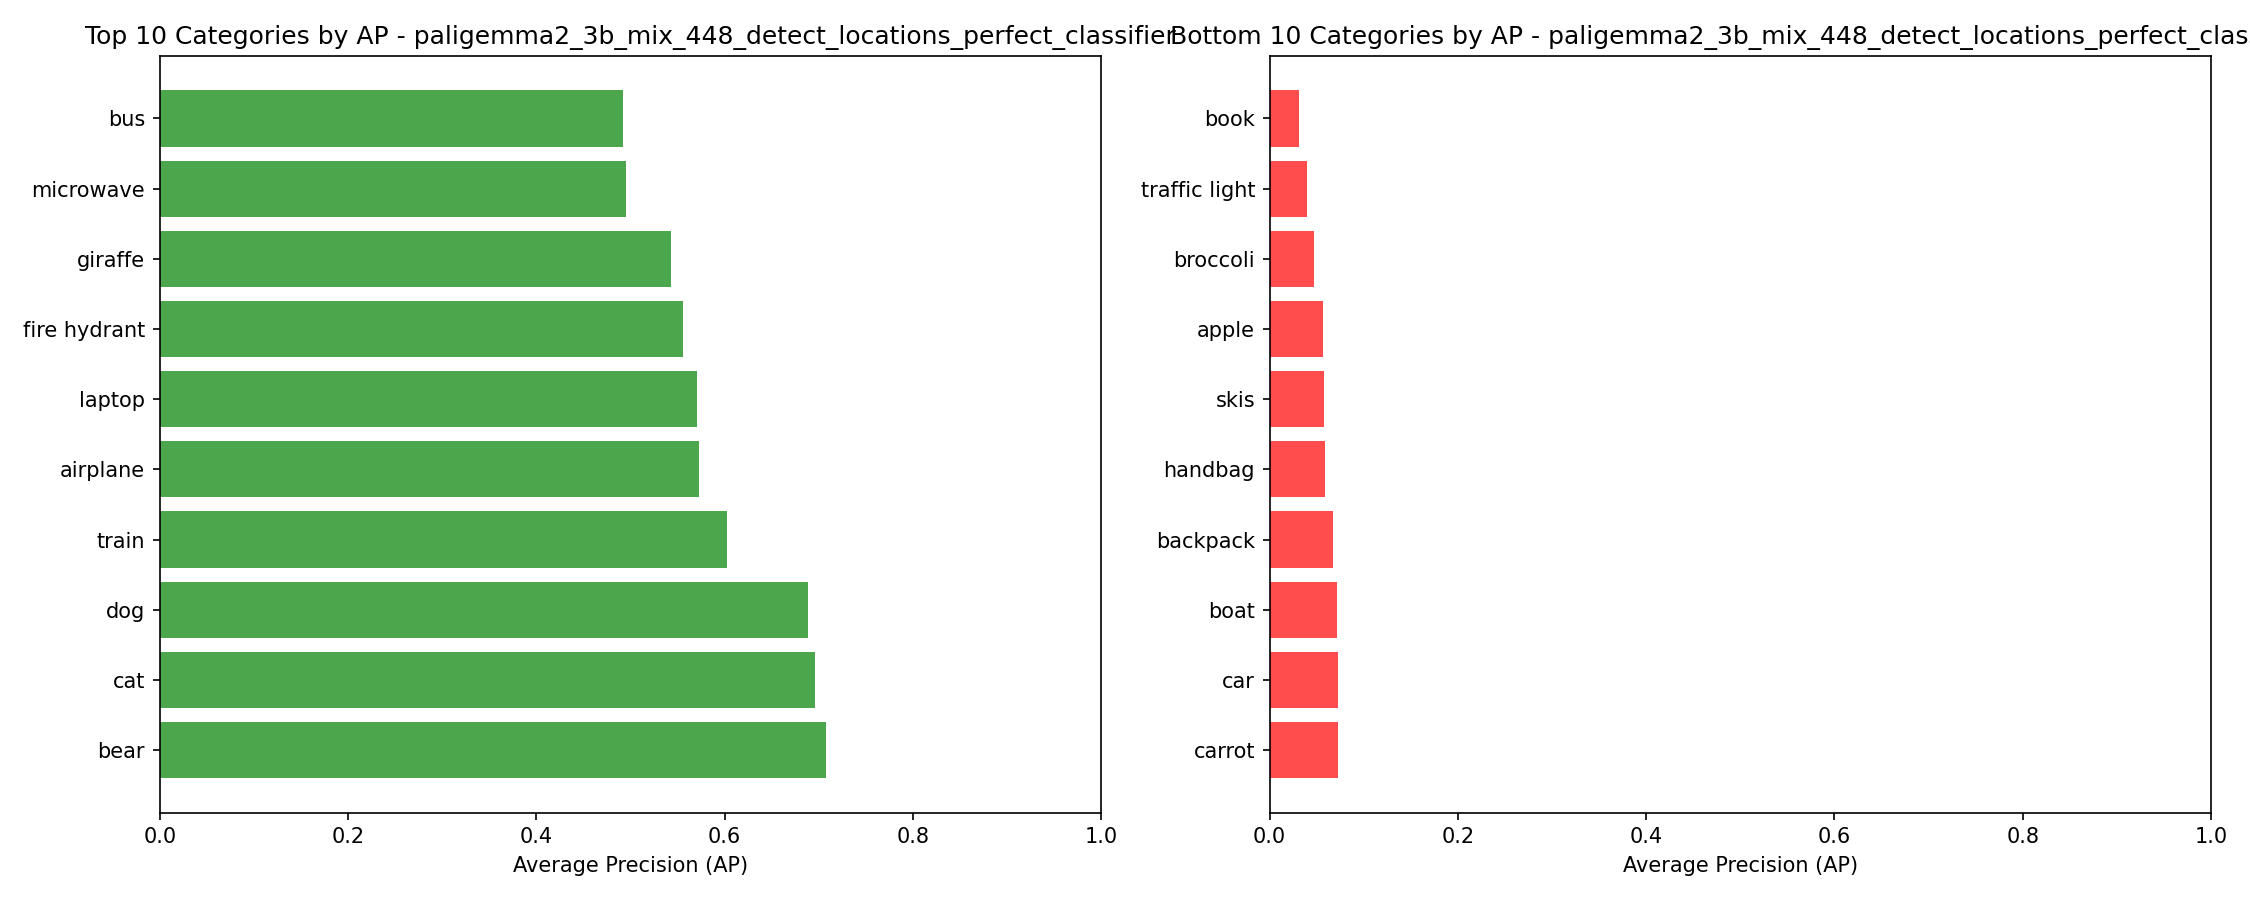 Top 10 Categories by AP - paligemma2_3b_mix_448_detect_locations_perfect_classifier
bus
microwave
giraffe
fire hydrant
laptop
airplane
train
dog
cat
bear
0.0 0.2 0.4 0.6 0.8 1.0
Average Precision (AP)
Bottom 10 Categories by AP - paligemma2_3b_mix_448_detect_locations_perfect_clas
book
traffic light
broccoli
apple
skis
handbag
backpack
boat
car
carrot
0.0 0.2 0.4 0.6 0.8 1.0
Average Precision (AP)